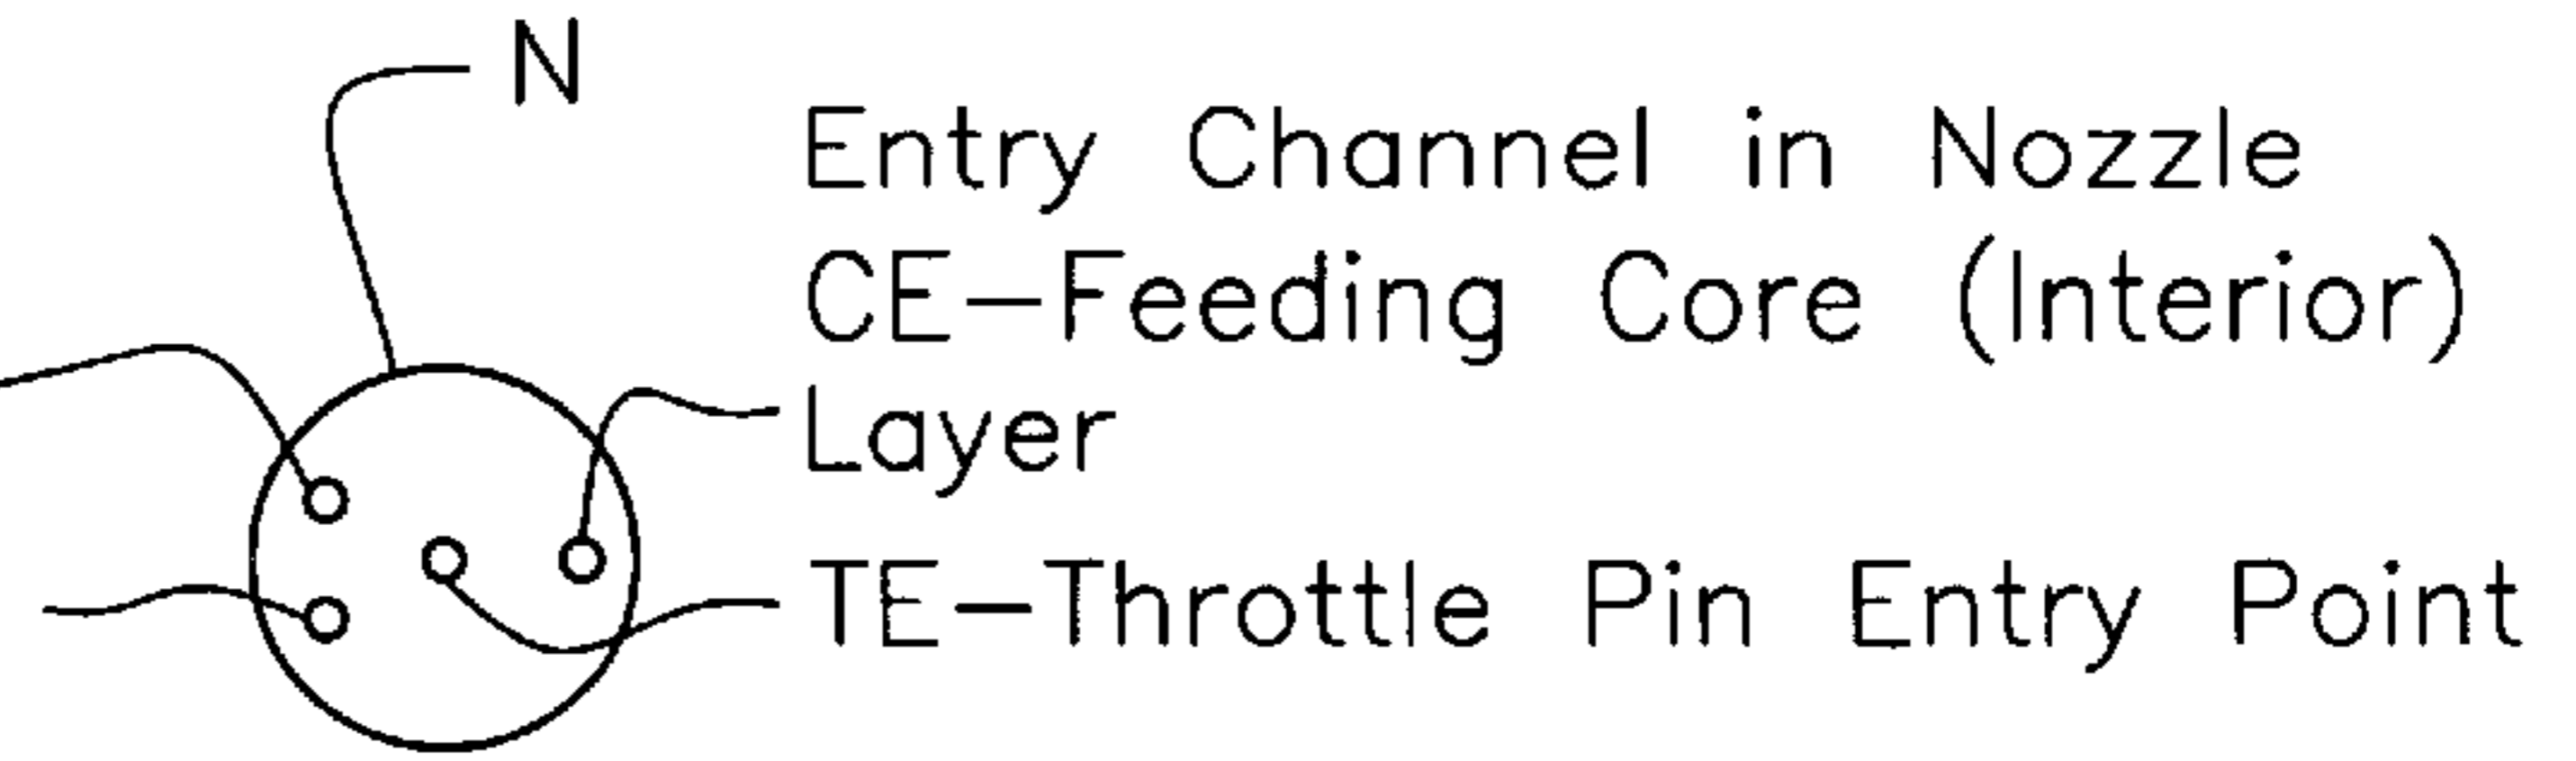 N
Entry Channel in Nozzle
CE-Feeding Core (Interior)
Layer
TE-Throttle Pin Entry Point